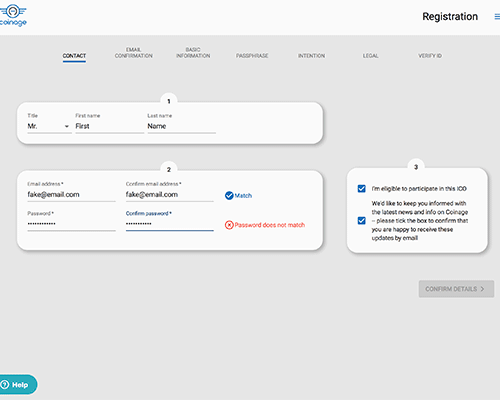 coinage
Registration
CONTACT
EMAIL
CONFIRMATION
BASIC
INFORMATION
PASSPHRASE
INTENTION
LEGAL
VERIFY ID
1
Title
First name
Last name
Mr.
First
Name
2
Email address *
Confirm email address *
fake@email.com
fake@email.com
Match
Password *
Confirm password *
Password does not match
3
I'm eligible to participate in this ICO
We'd like to keep you informed with
the latest news and info on Coinage
– please tick the box to confirm that
you are happy to receive these
updates by email
CONFIRM DETAILS
Help